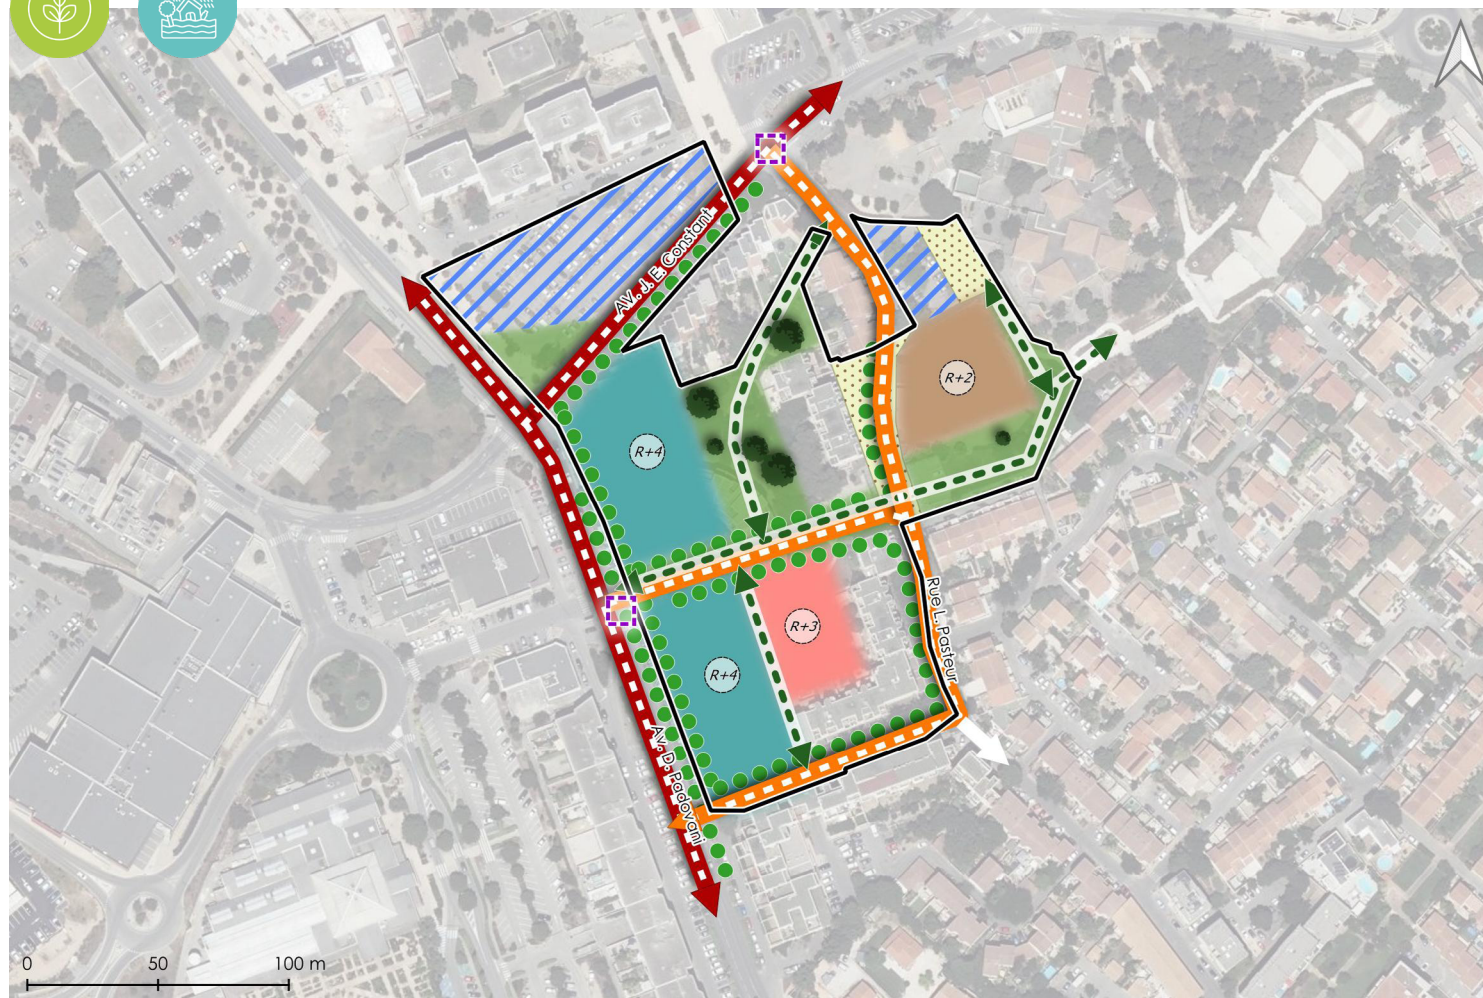 AV. J. E. Constant
R+2
R+4
R+3
Rue L. Pasteur
R+4
Av. D. Padovani
0 50 100 m